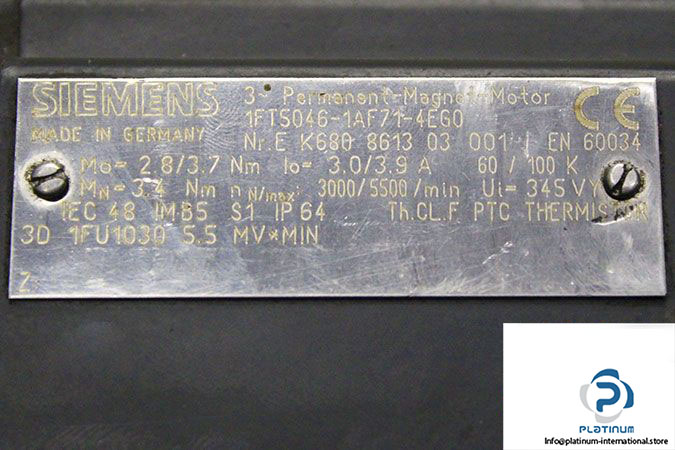 SIEMENS
3~ Permanent-Magnet-Motor
CE
1FT5046-1AF71-4EG0
MADE IN GERMANY
Nr.E K680 8613 03 001 EN 60034
Mo= 2.8/3.7 Nm Io= 3.0/3.9 A 60 / 100 K
MN= 3.4 Nm nN/max. 3000/5500/min Ui= 345 VY
IEC 48 IMB5 S1 IP 64 Th.CL.F PTC THERMISTOR
3D 1FU1030 5.5 MV*MIN
Z:
PLATINUM
Info@platinum-international.store